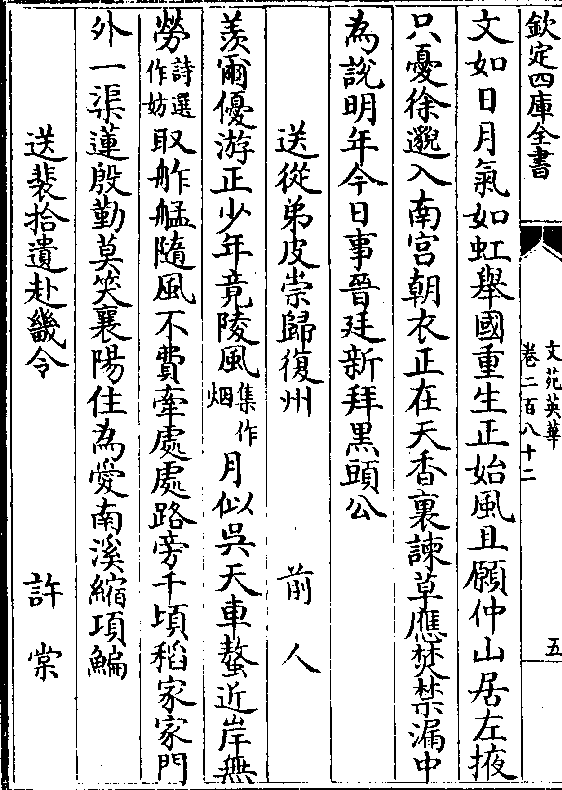 欽定四庫全書
文苑英華
卷二百八十二
五
文如日月氣如虹舉國重生正始風且願仲山居左掖
只憂徐邈入南宮朝衣正在天香裏諫草應焚禁漏中
為說明年今日事晉廷新拜黒頭公
送從弟皮崇歸復州 前人
羨爾優游正少年竟陵風集作烟月似吳天車螯近岸無
勞詩選作妨取舴艋隨風不費牽處處路旁千頃稻家家門
外一渠蓮殷勤莫笑襄陽住為愛南溪縮項鯿
送裴拾遺赴畿令 許棠